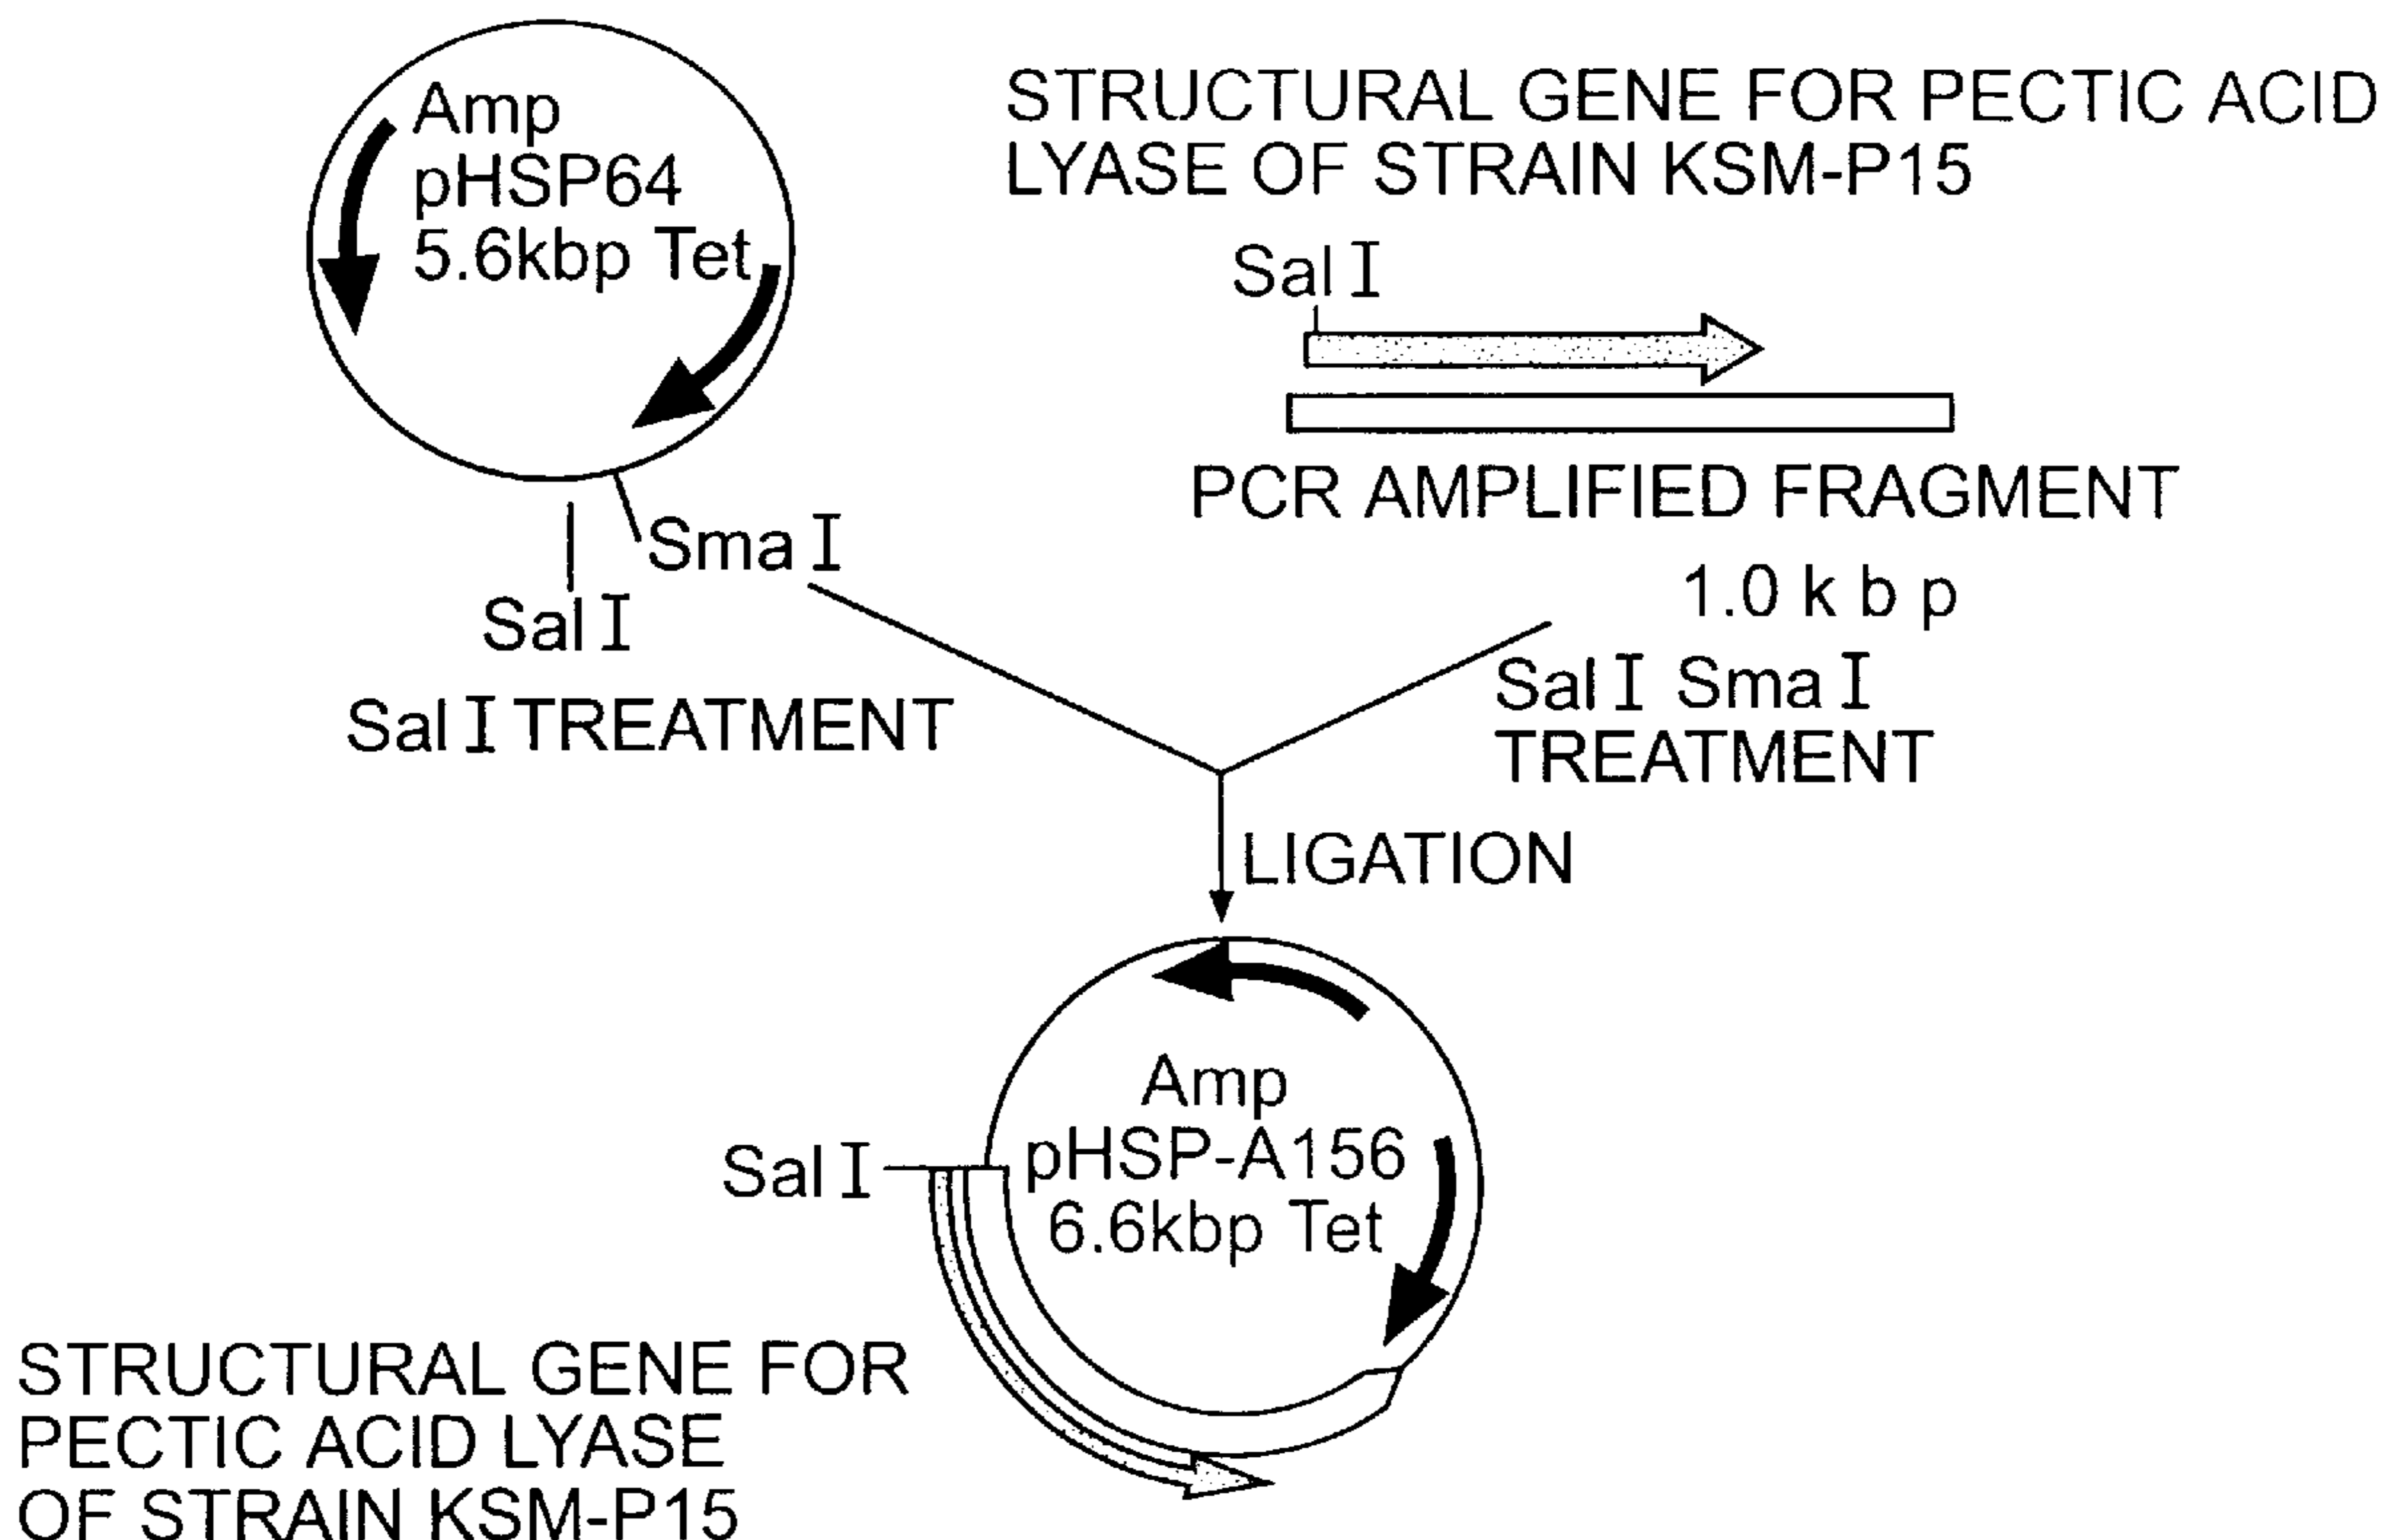 Amp
pHSP64
5.6kbp Tet
Sma I
Sal I
Sal I TREATMENT
STRUCTURAL GENE FOR PECTIC ACID
LYASE OF STRAIN KSM-P15
Sal I
PCR AMPLIFIED FRAGMENT
1.0 k b p
Sal I Sma I
TREATMENT
LIGATION
Amp
pHSP-A156
6.6kbp Tet
Sal I
STRUCTURAL GENE FOR
PECTIC ACID LYASE
OF STRAIN KSM-P15